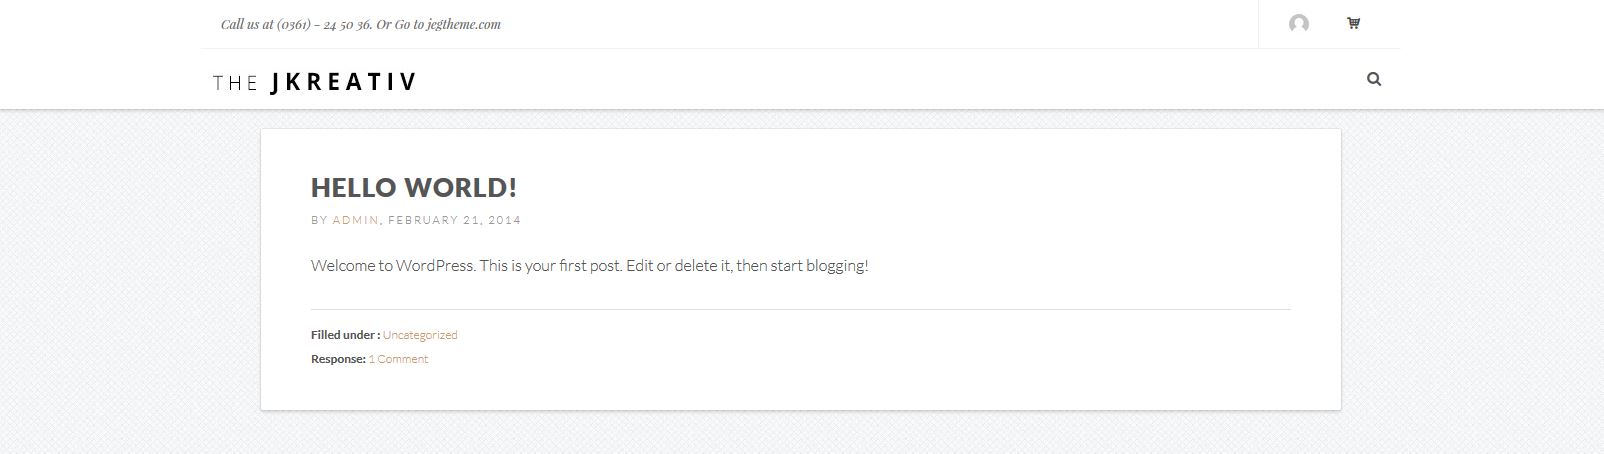 Call us at (0361) – 24 50 36. Or Go to jegtheme.com
THE JKREATIV
HELLO WORLD!
BY ADMIN, FEBRUARY 21, 2014
Welcome to WordPress. This is your first post. Edit or delete it, then start blogging!
Filled under : Uncategorized
Response: 1 Comment